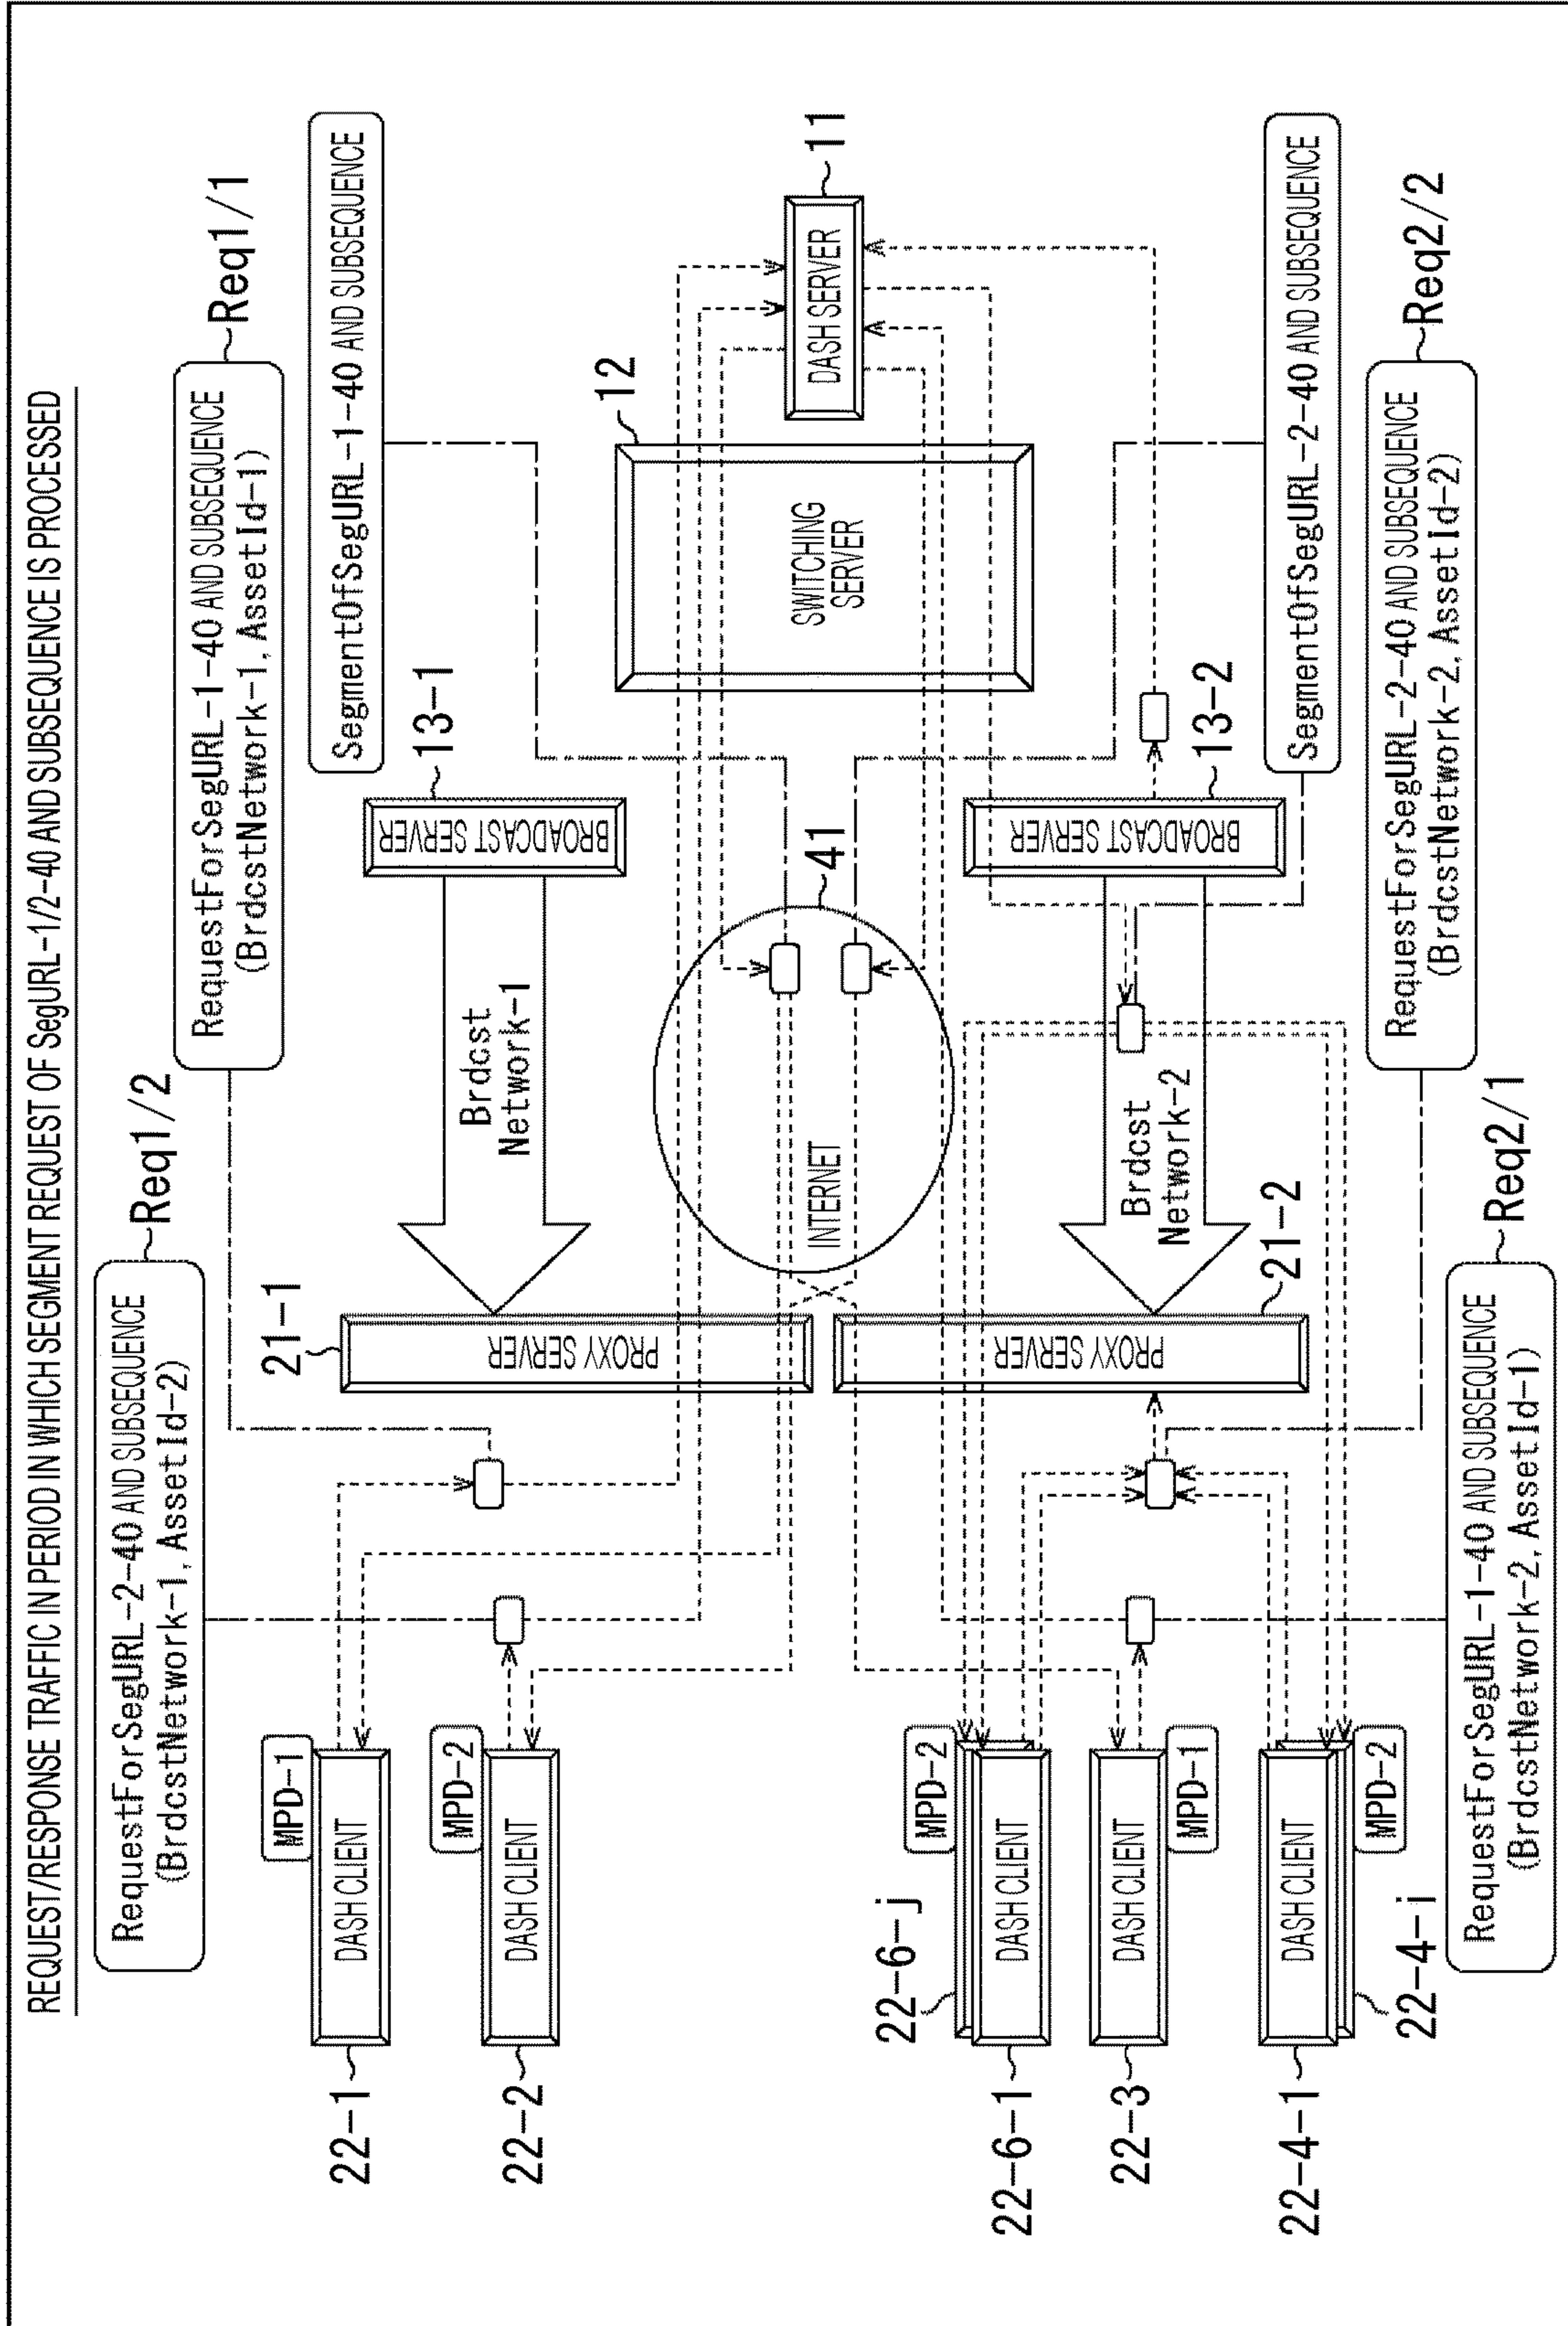 REQUEST/RESPONSE TRAFFIC IN PERIOD IN WHICH SEGMENT REQUEST OF SegURL-1/2-40 AND SUBSEQUENCE IS PROCESSED
RequestForSegURL-2-40 AND SUBSEQUENCE
(BrdcstNetwork-1, AssetId-2)
Req1/2
RequestForSegURL-1-40 AND SUBSEQUENCE
(BrdcstNetwork-1, AssetId-1)
Req1/1
SegmentOfSegURL-1-40 AND SUBSEQUENCE
22-1
DASH CLIENT
MPD-1
22-2
DASH CLIENT
MPD-2
21-1
PROXY SERVER
Brdcst
Network-1
BROADCAST SERVER
13-1
SWITCHING
SERVER
12
DASH SERVER
11
INTERNET
41
22-6-j
22-6-1
DASH CLIENT
MPD-2
22-3
DASH CLIENT
MPD-1
22-4-1
DASH CLIENT
MPD-2
22-4-j
PROXY SERVER
21-2
Brdcst
Network-2
BROADCAST SERVER
13-2
SegmentOfSegURL-2-40 AND SUBSEQUENCE
RequestForSegURL-2-40 AND SUBSEQUENCE
(BrdcstNetwork-2, AssetId-2)
Req2/2
RequestForSegURL-1-40 AND SUBSEQUENCE
(BrdcstNetwork-2, AssetId-1)
Req2/1